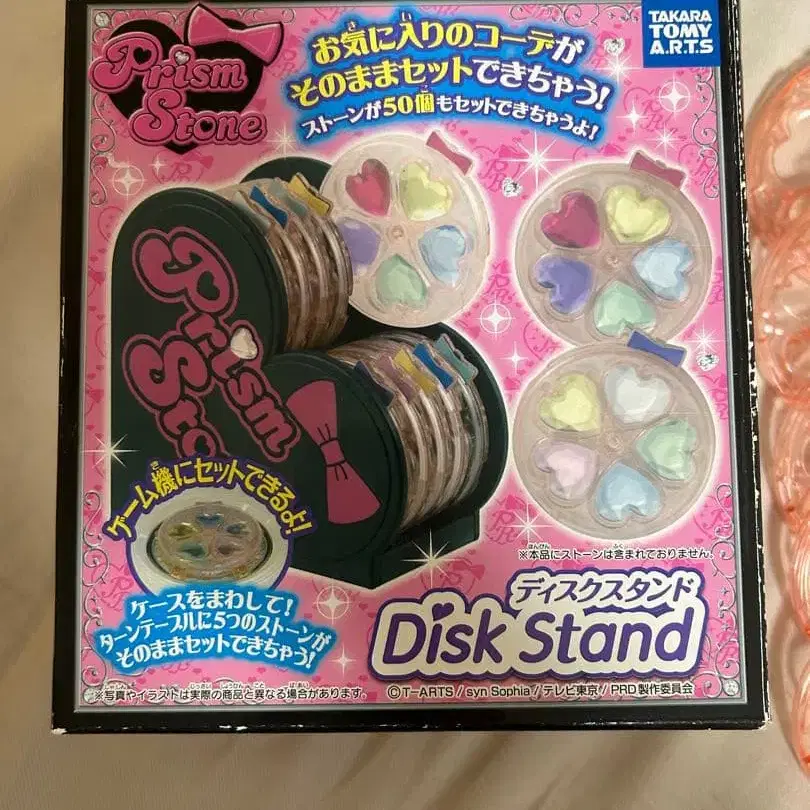 Prism Stone
TAKARA TOMY A.R.T.S
お気に入りのコーデが
そのままセットできちゃう!
ストーンが50個もセットできちゃうよ!
Prism Stone
ゲーム機にセットできるよ!
ケースをまわして!
ターンテーブルに5つのストーンが
そのままセットできちゃう!
※本品にストーンは含まれておりません。
ディスクスタンド
Disk Stand
※写真やイラストは実際の商品と異なる場合があります。
©T-ARTS / syn Sophia / テレビ東京 / PRD製作委員会